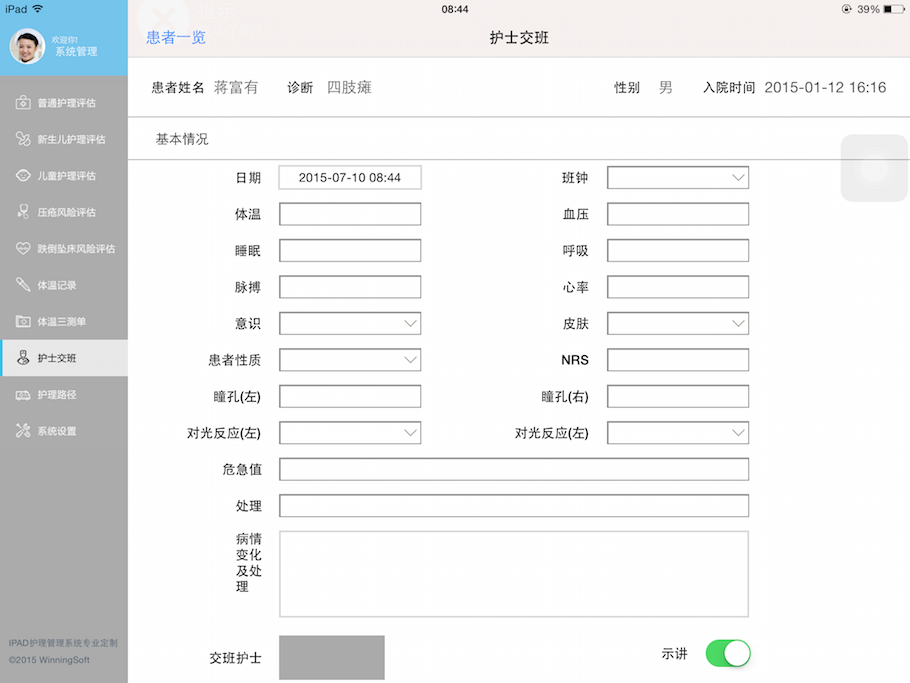 iPad 08:44 39%
欢迎你!
系统管理
患者一览 护士交班
患者姓名 蒋富有 诊断 四肢瘫 性别 男 入院时间 2015-01-12 16:16
基本情况
普通护理评估
新生儿护理评估
儿童护理评估
压疮风险评估
跌倒坠床风险评估
体温记录
体温三测单
护士交班
护理路径
系统设置
日期 2015-07-10 08:44 班钟
体温 血压
睡眠 呼吸
脉搏 心率
意识 皮肤
患者性质 NRS
瞳孔(左) 瞳孔(右)
对光反应(左) 对光反应(左)
危急值
处理
病情
变化
及处
理
交班护士 示讲
IPAD护理管理系统专业定制
©2015 WinningSoft